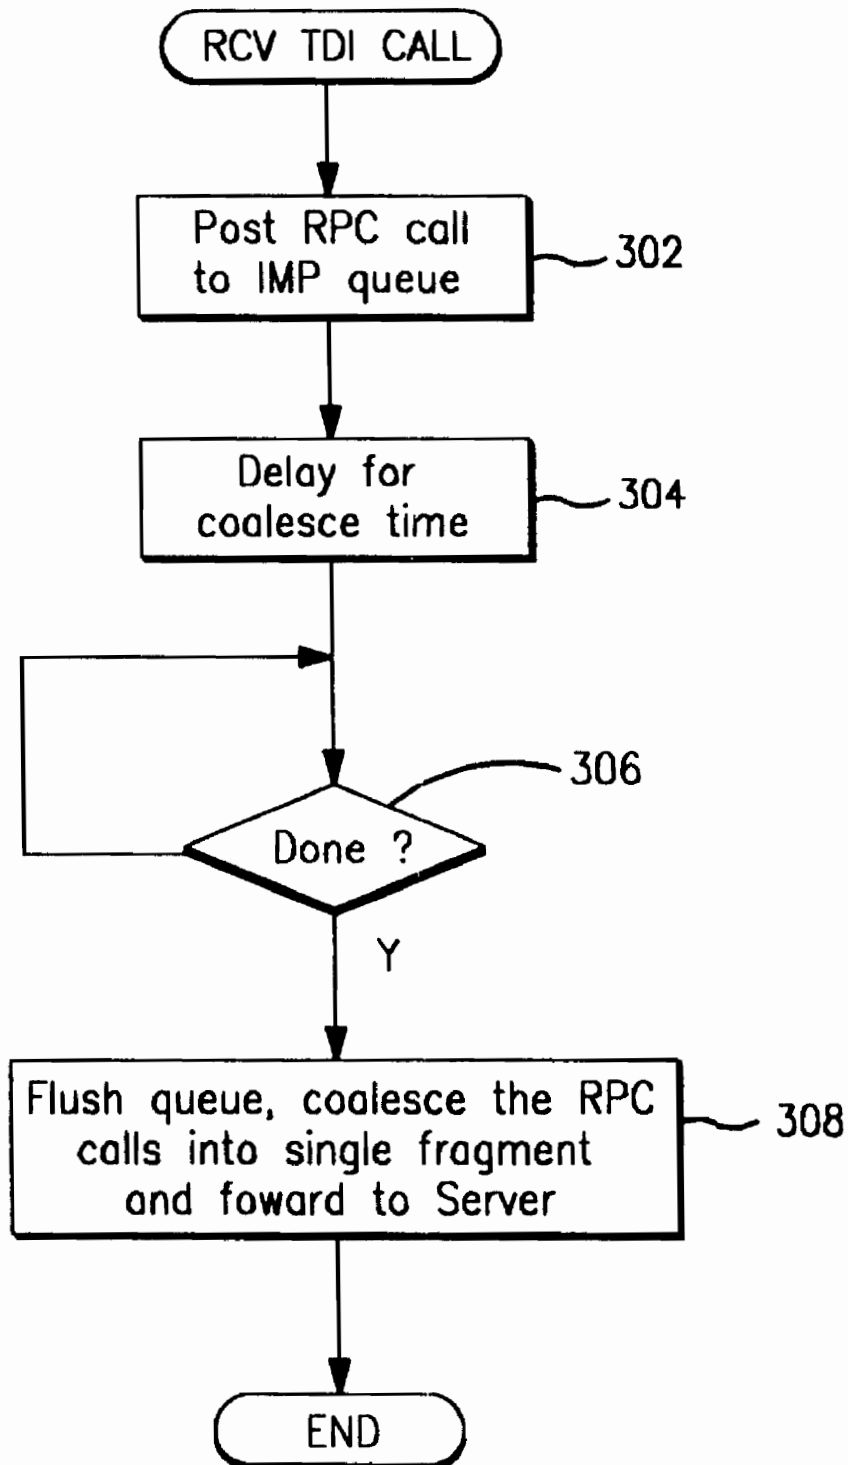 RCV TDI CALL
Post RPC call
to IMP queue
302
Delay for
coalesce time
304
306
Done ?
Y
Flush queue, coalesce the RPC
calls into single fragment
and foward to Server
308
END